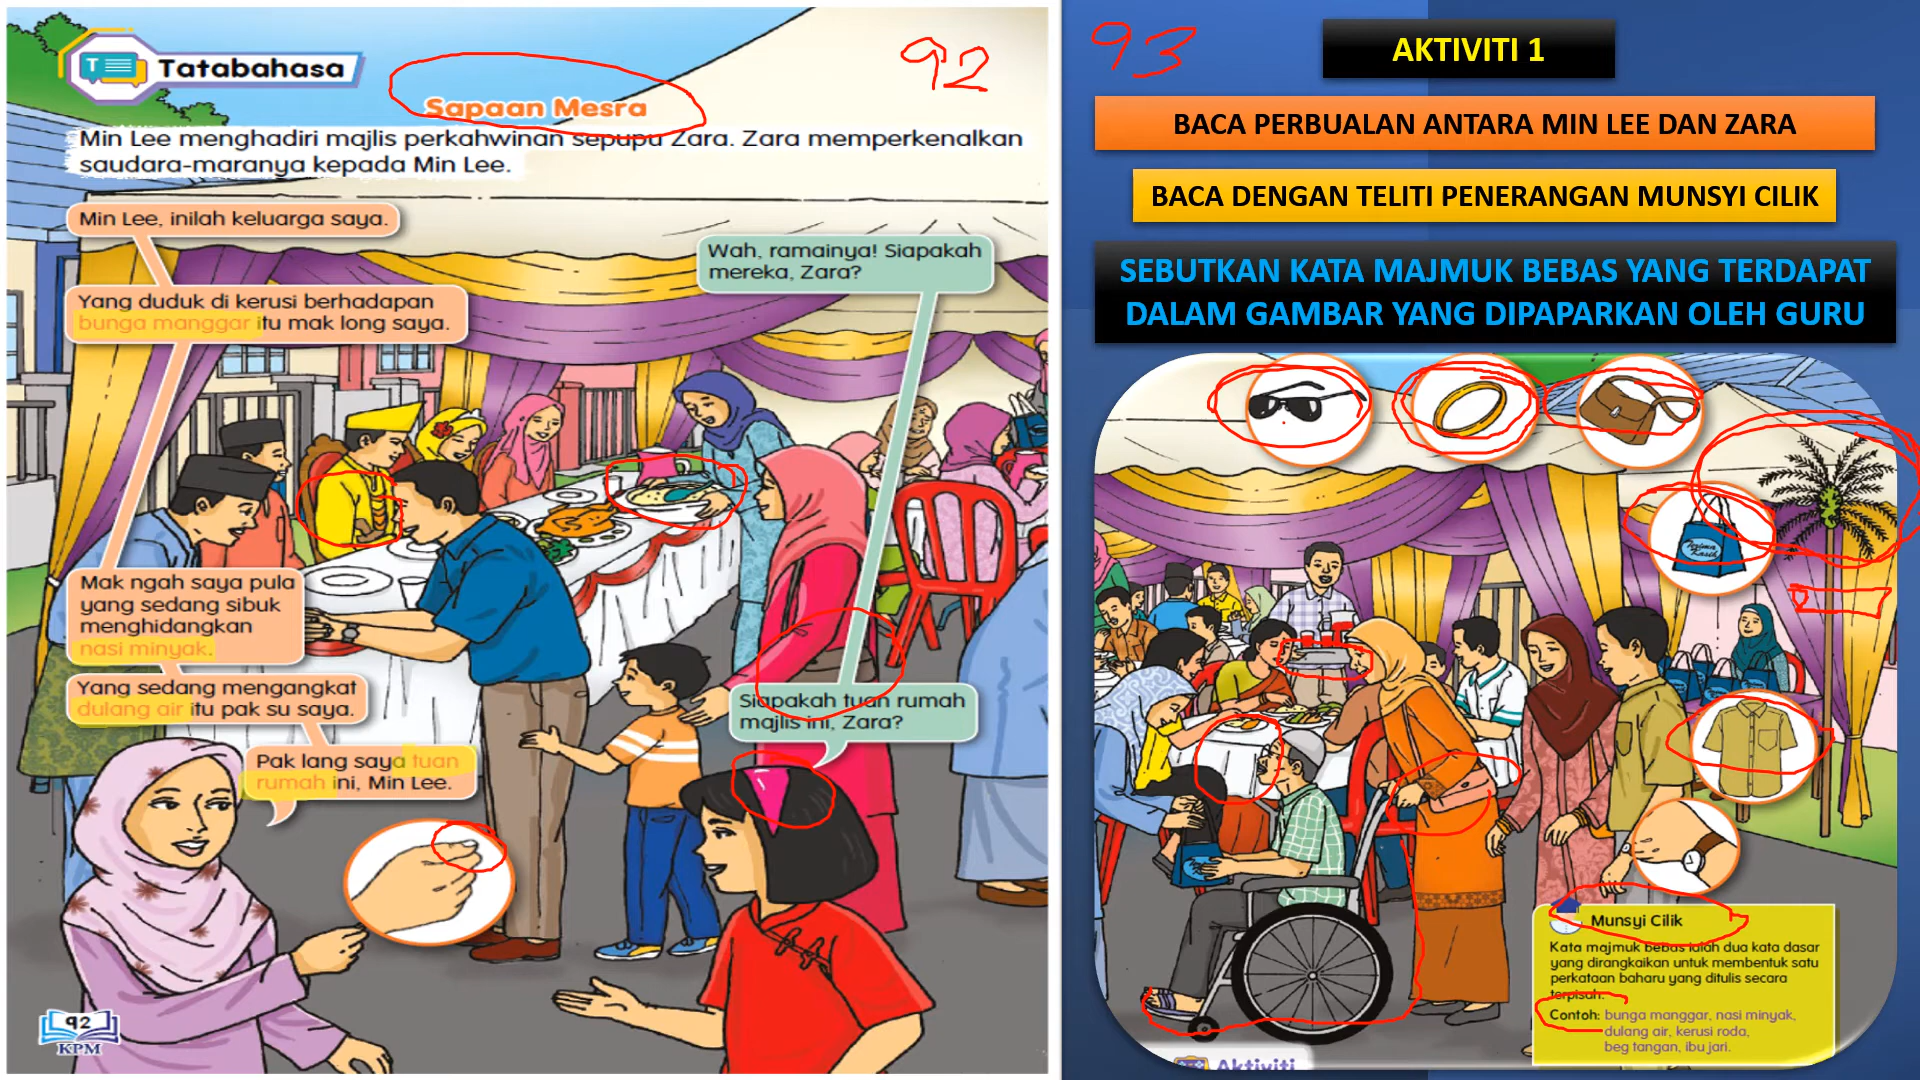 Tatabahasa
92
Sapaan Mesra
Min Lee menghadiri majlis perkahwinan sepupu Zara. Zara memperkenalkan
saudara-maranya kepada Min Lee.
Min Lee, inilah keluarga saya.
Wah, ramainya! Siapakah
mereka, Zara?
Yang duduk di kerusi berhadapan
bunga manggar itu mak long saya.
Mak ngah saya pula
yang sedang sibuk
menghidangkan
nasi minyak.
Yang sedang mengangkat
dulang air itu pak su saya.
Siapakah tuan rumah
majlis ini, Zara?
Pak lang saya tuan
rumah ini, Min Lee.
92
KPM
93
AKTIVITI 1
BACA PERBUALAN ANTARA MIN LEE DAN ZARA
BACA DENGAN TELITI PENERANGAN MUNSYI CILIK
SEBUTKAN KATA MAJMUK BEBAS YANG TERDAPAT
DALAM GAMBAR YANG DIPAPARKAN OLEH GURU
Terima
Kasih
Munsyi Cilik
Kata majmuk bebas ialah dua kata dasar
yang dirangkaikan untuk membentuk satu
perkataan baharu yang ditulis secara
terpisah.
Contoh: bunga manggar, nasi minyak,
dulang air, kerusi roda,
beg tangan, ibu jari.
Aktiviti